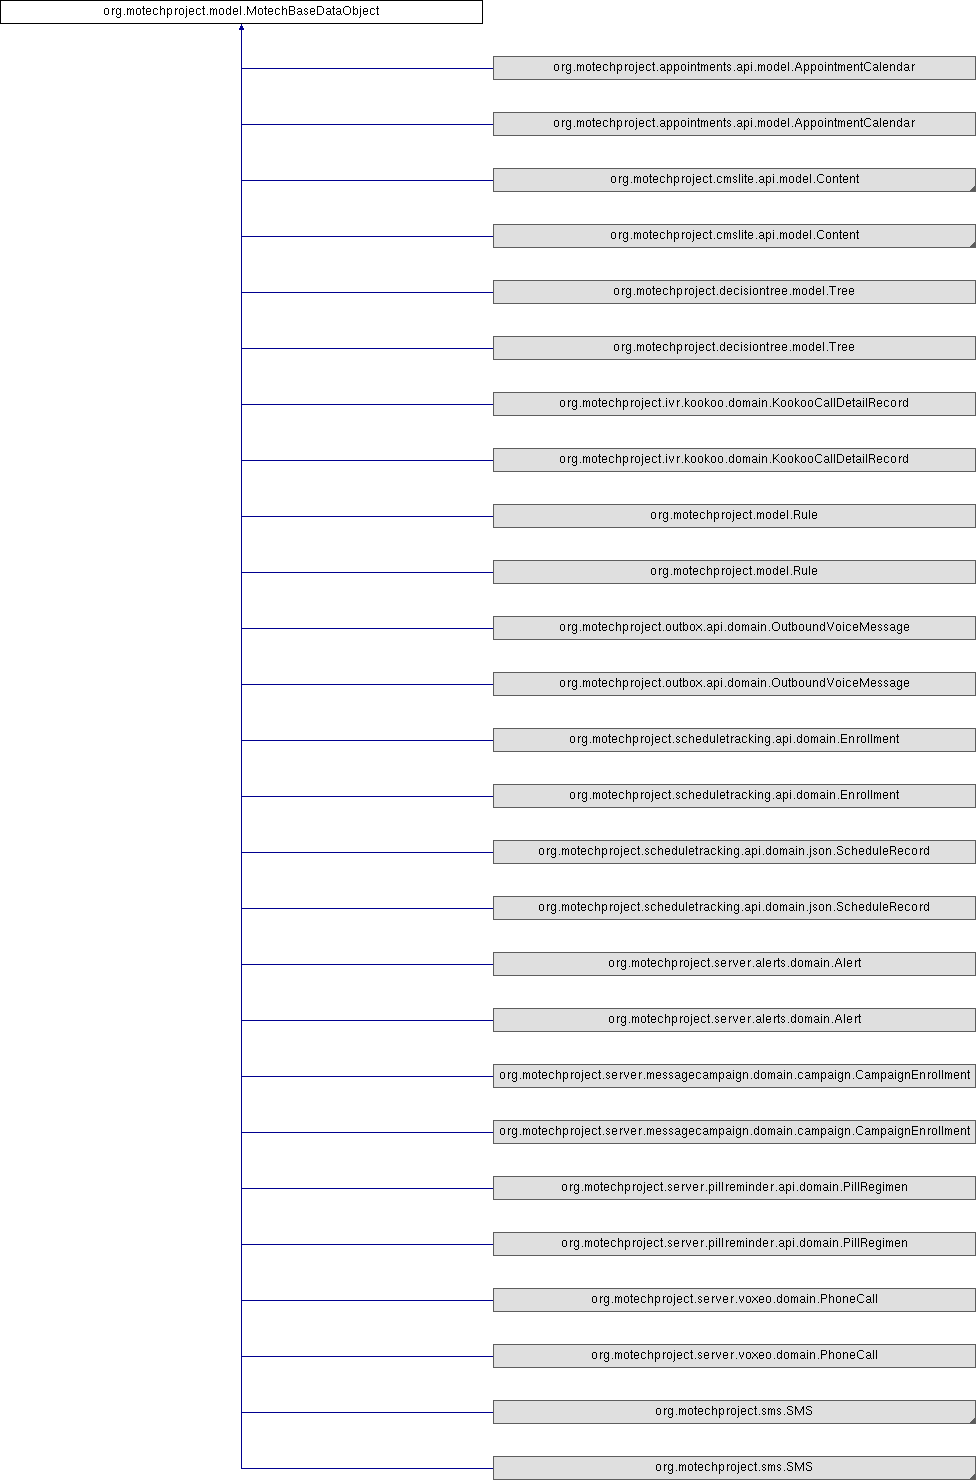 org.motechproject.model.MotechBaseDataObject
org.motechproject.appointments.api.model.AppointmentCalendar
org.motechproject.appointments.api.model.AppointmentCalendar
org.motechproject.cmslite.api.model.Content
org.motechproject.cmslite.api.model.Content
org.motechproject.decisiontree.model.Tree
org.motechproject.decisiontree.model.Tree
org.motechproject.ivr.kookoo.domain.KookooCallDetailRecord
org.motechproject.ivr.kookoo.domain.KookooCallDetailRecord
org.motechproject.model.Rule
org.motechproject.model.Rule
org.motechproject.outbox.api.domain.OutboundVoiceMessage
org.motechproject.outbox.api.domain.OutboundVoiceMessage
org.motechproject.scheduletracking.api.domain.Enrollment
org.motechproject.scheduletracking.api.domain.Enrollment
org.motechproject.scheduletracking.api.domain.json.ScheduleRecord
org.motechproject.scheduletracking.api.domain.json.ScheduleRecord
org.motechproject.server.alerts.domain.Alert
org.motechproject.server.alerts.domain.Alert
org.motechproject.server.messagecampaign.domain.campaign.CampaignEnrollment
org.motechproject.server.messagecampaign.domain.campaign.CampaignEnrollment
org.motechproject.server.pillreminder.api.domain.PillRegimen
org.motechproject.server.pillreminder.api.domain.PillRegimen
org.motechproject.server.voxeo.domain.PhoneCall
org.motechproject.server.voxeo.domain.PhoneCall
org.motechproject.sms.SMS
org.motechproject.sms.SMS